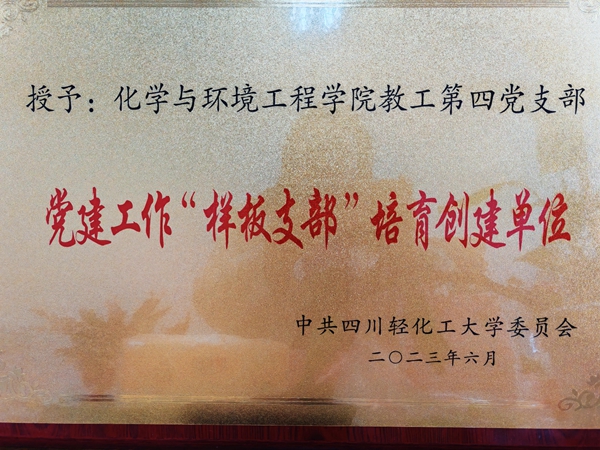 授予：化学与环境工程学院教工第四党支部
党建工作“样板支部”培育创建单位
中共四川轻化工大学委员会
二〇二三年六月